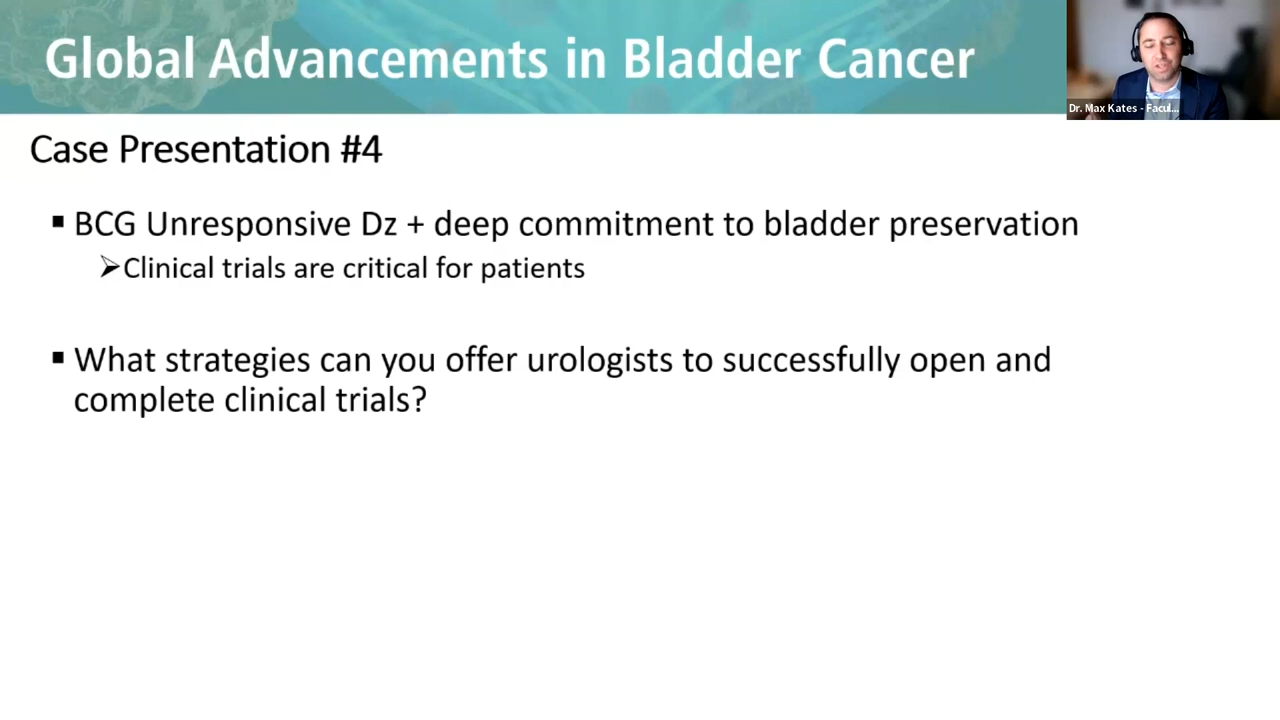 Global Advancements in Bladder Cancer
Dr. Max Kates - Facul...
Case Presentation #4
▪ BCG Unresponsive Dz + deep commitment to bladder preservation
➢Clinical trials are critical for patients
▪ What strategies can you offer urologists to successfully open and
complete clinical trials?